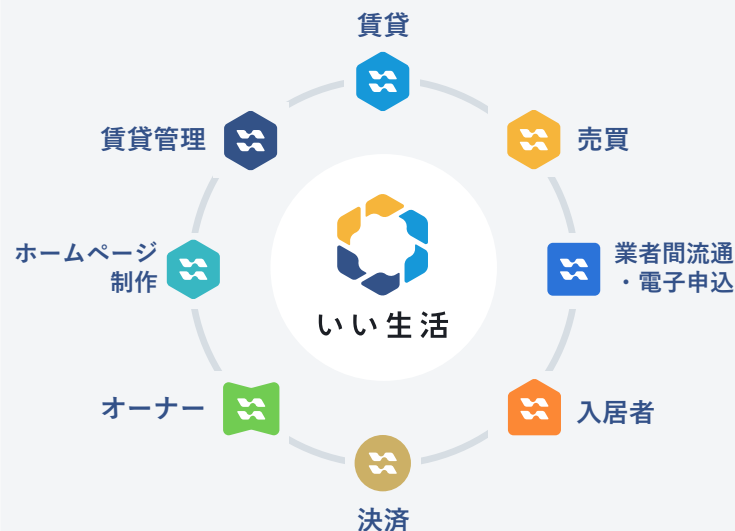 賃貸
賃貸管理
売買
ホームページ
制作
業者間流通
・電子申込
いい生活
オーナー
入居者
決済